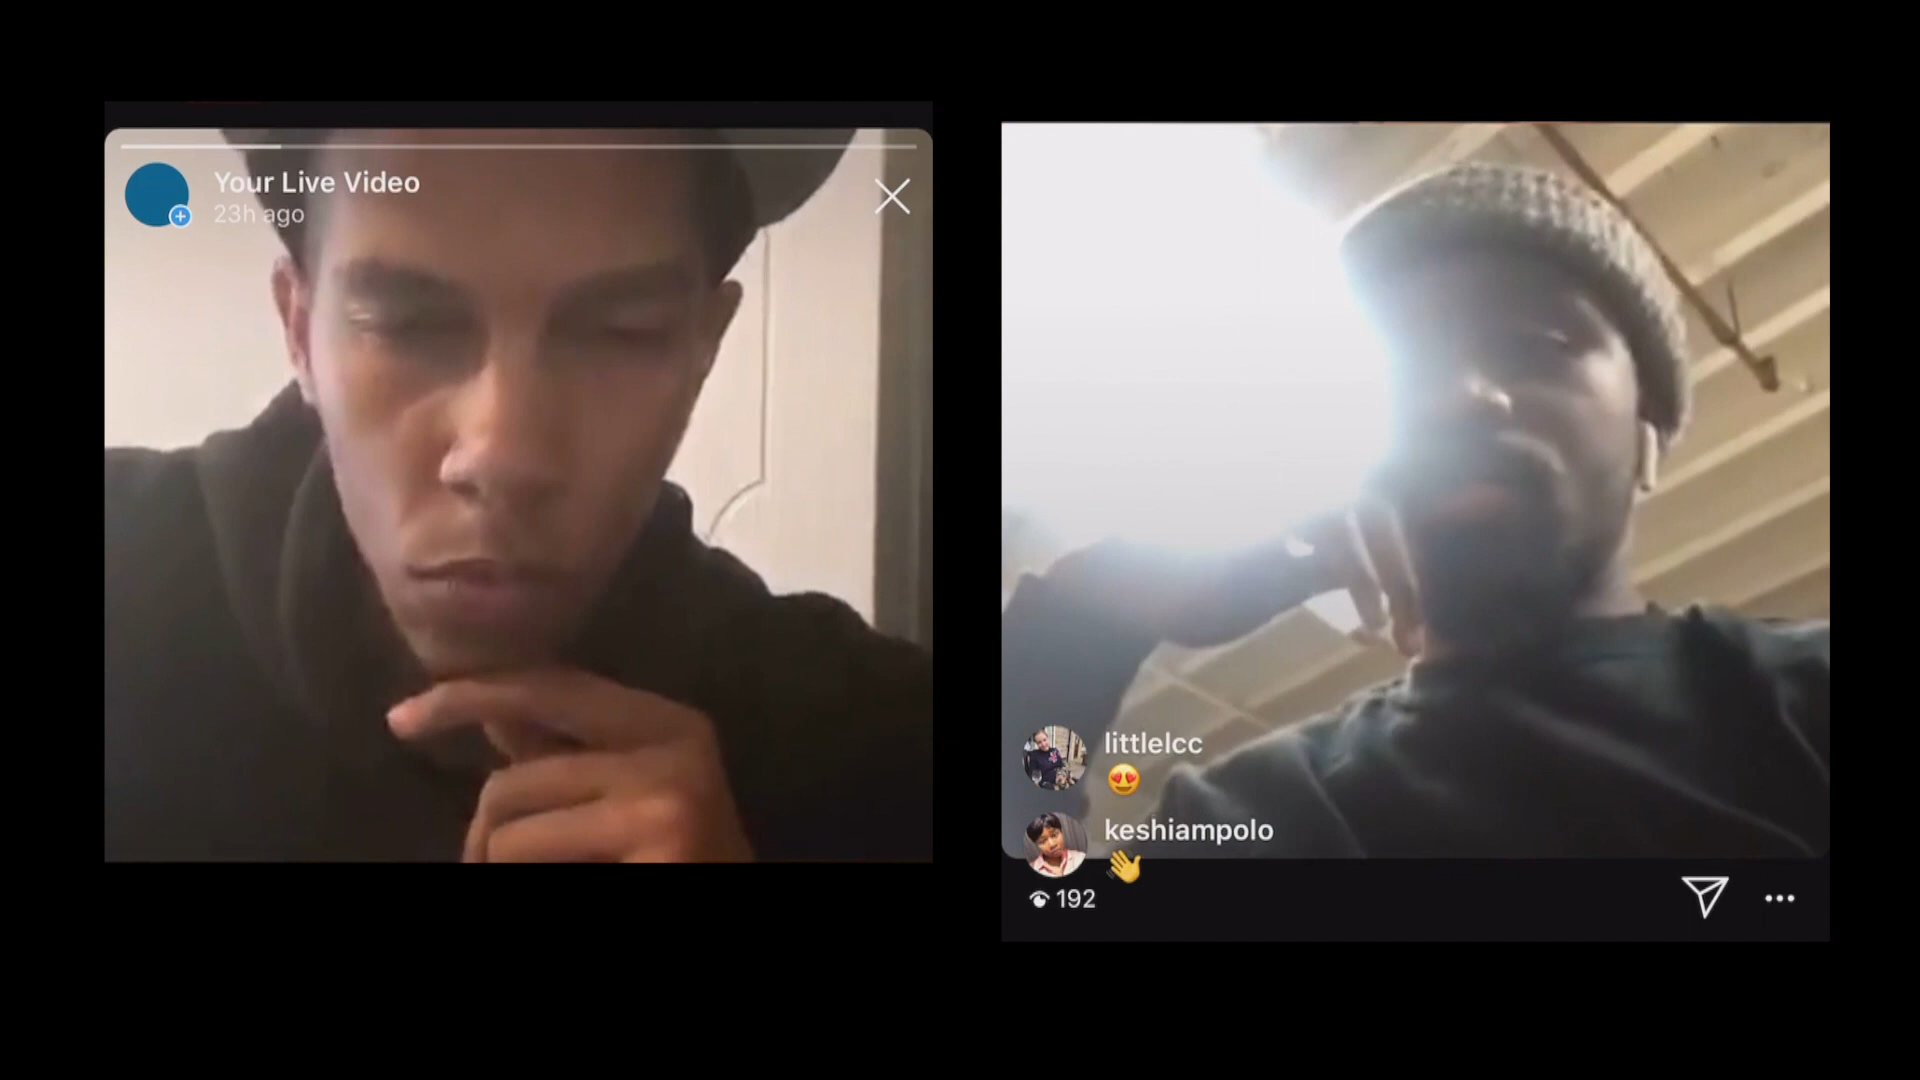 Your Live Video
23h ago
littlelcc
😍
keshiampolo
👋
192